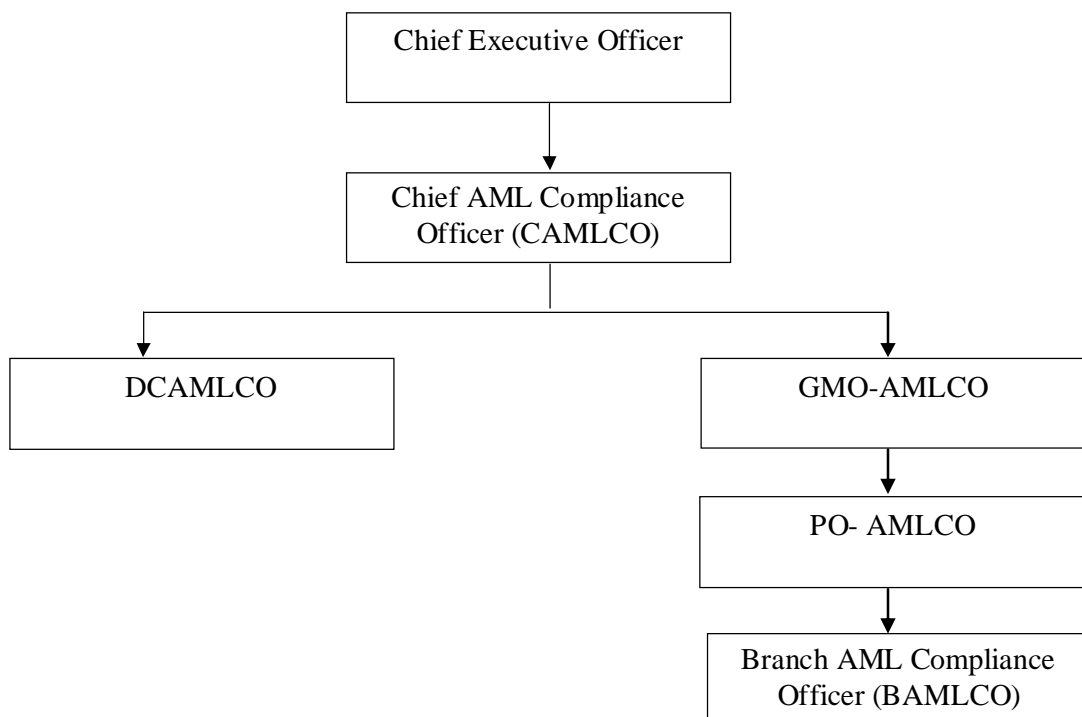 Chief Executive Officer
Chief AML Compliance
Officer (CAMLCO)
DCAMLCO
GMO-AMLCO
PO- AMLCO
Branch AML Compliance
Officer (BAMLCO)